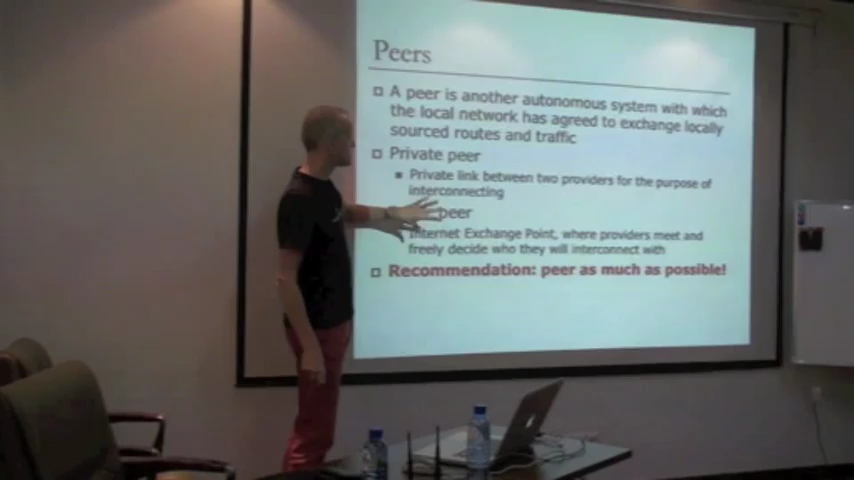 Peers
A peer is another autonomous system with which
the local network has agreed to exchange locally
sourced routes and traffic
Private peer
Private link between two providers for the purpose of
interconnecting
peer
Internet Exchange Point, where providers meet and
freely decide who they will interconnect with
Recommendation: peer as much as possible!